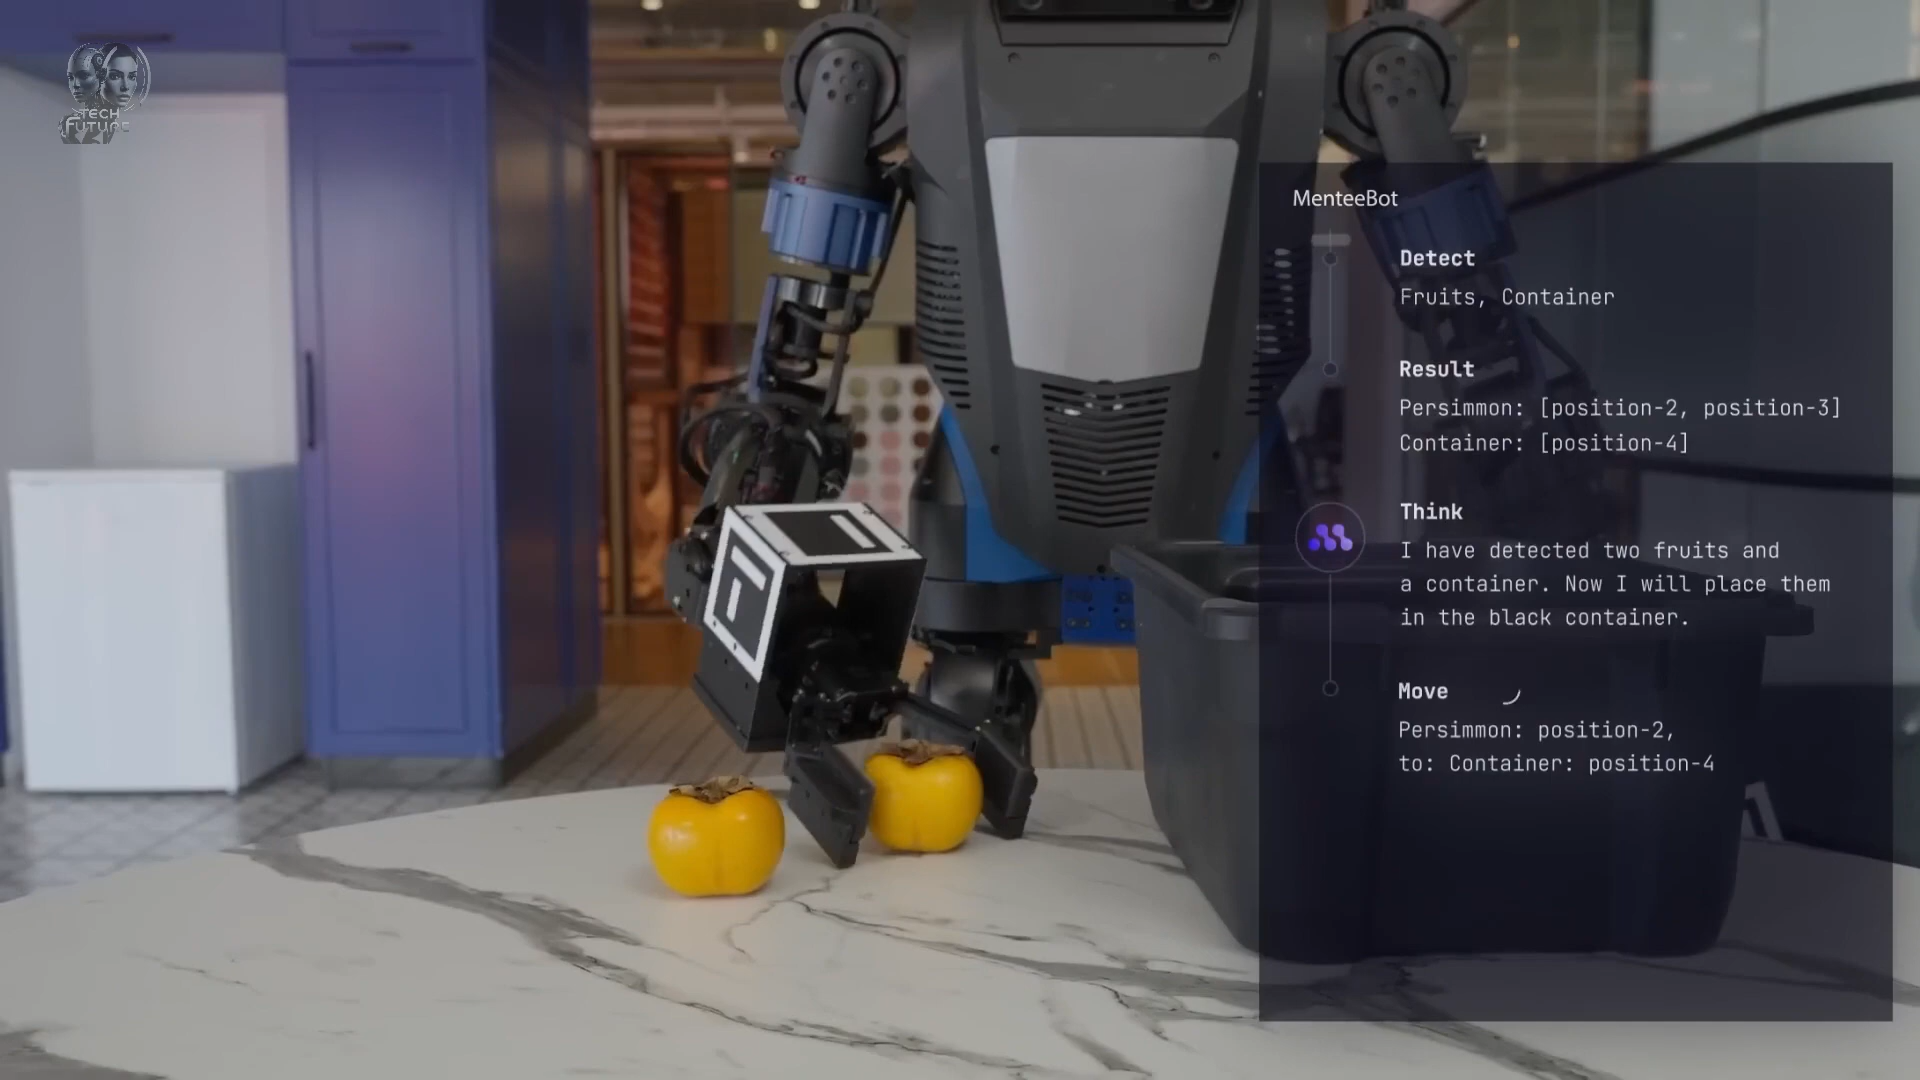 TECH
FUTURE
MenteeBot
Detect
Fruits, Container
Result
Persimmon: [position-2, position-3]
Container: [position-4]
Think
I have detected two fruits and
a container. Now I will place them
in the black container.
Move
Persimmon: position-2,
to: Container: position-4